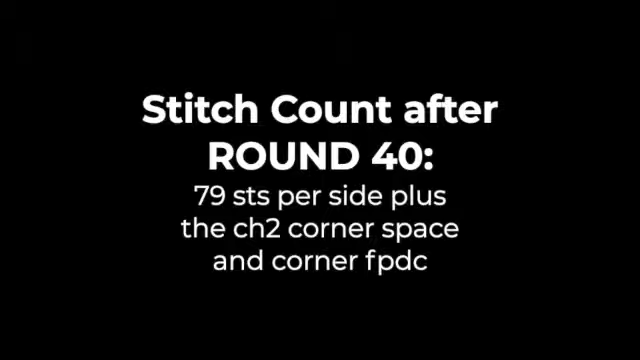 Stitch Count after
ROUND 40:
79 sts per side plus
the ch2 corner space
and corner fpdc